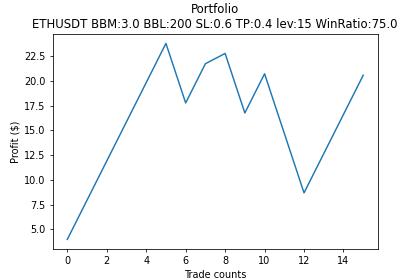 Portfolio
ETHUSDT BBM:3.0 BBL:200 SL:0.6 TP:0.4 lev:15 WinRatio:75.0
22.5
20.0
17.5
15.0
12.5
10.0
7.5
5.0
Profit ($)
0 2 4 6 8 10 12 14
Trade counts